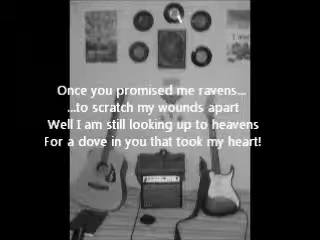 Once you promised me ravens...
...to scratch my wounds apart
Well I am still looking up to heavens
For a dove in you that took my heart!